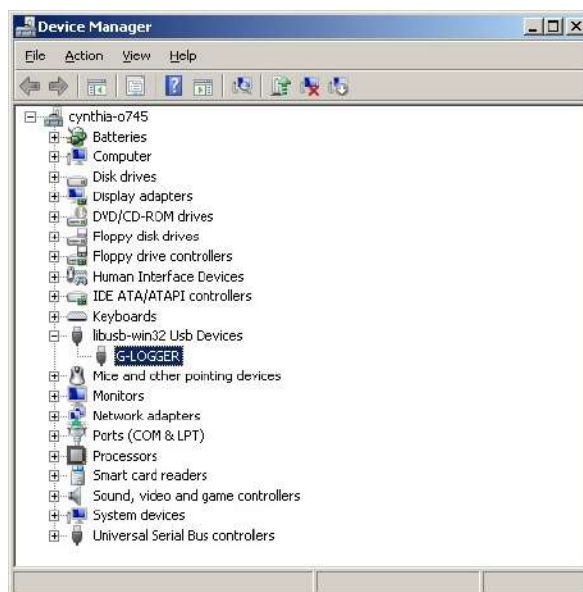 Device Manager
File Action View Help
cynthia-o745
Batteries
Computer
Disk drives
Display adapters
DVD/CD-ROM drives
Floppy disk drives
Floppy drive controllers
Human Interface Devices
IDE ATA/ATAPI controllers
Keyboards
libusb-win32 Usb Devices
G-LOGGER
Mice and other pointing devices
Monitors
Network adapters
Ports (COM & LPT)
Processors
Smart card readers
Sound, video and game controllers
System devices
Universal Serial Bus controllers